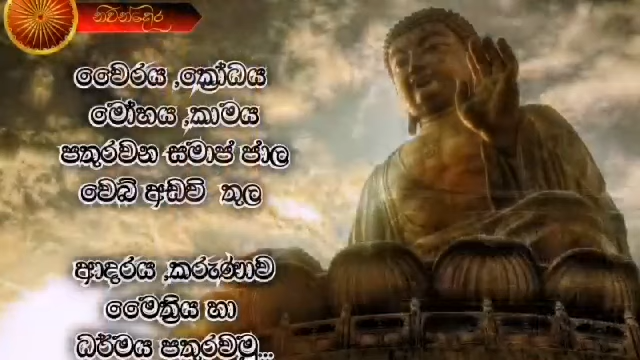 නිවන්දොර
වෛරය ,ක්‍රෝධය
මෝහය ,කාමය
පතුරවන සමාජ ජාල
වෙබ් අඩවි තුල
ආදරය ,කරුණාව
මෛත්‍රිය හා
ධර්මය පතුරවමු...